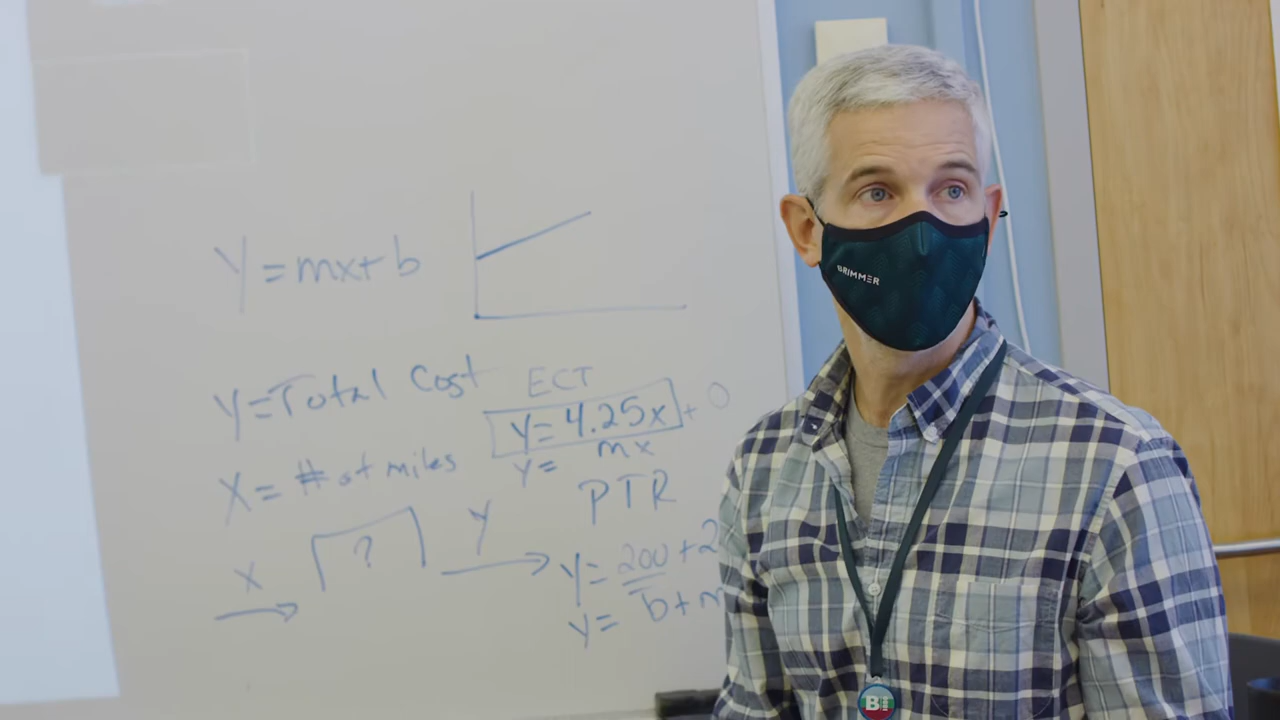 Y = mx + b
Y = Total Cost
ECT
y = 4.25x + 0
y = mx
X = # of miles
PTR
X
?
Y
y = 200 + 2
y = b + m
BRIMMER
B